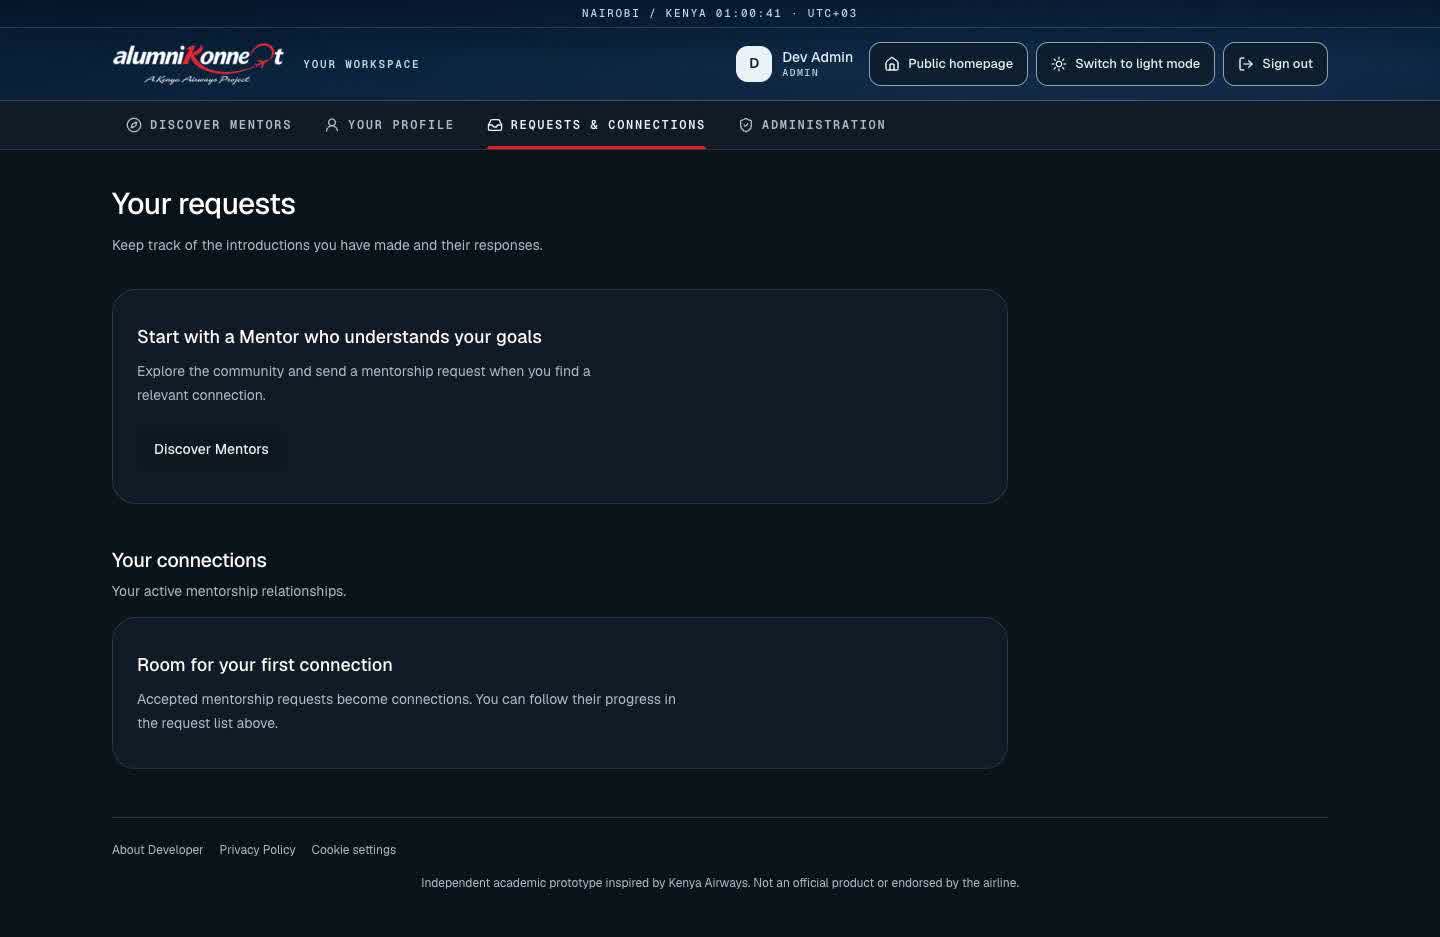 NAIROBI / KENYA 01:00:41 · UTC+03
alumniKonnect
A Kenya Airways Project
YOUR WORKSPACE
D
Dev Admin
ADMIN
Public homepage
Switch to light mode
Sign out
DISCOVER MENTORS
YOUR PROFILE
REQUESTS & CONNECTIONS
ADMINISTRATION
Your requests
Keep track of the introductions you have made and their responses.
Start with a Mentor who understands your goals
Explore the community and send a mentorship request when you find a
relevant connection.
Discover Mentors
Your connections
Your active mentorship relationships.
Room for your first connection
Accepted mentorship requests become connections. You can follow their progress in
the request list above.
About Developer
Privacy Policy
Cookie settings
Independent academic prototype inspired by Kenya Airways. Not an official product or endorsed by the airline.